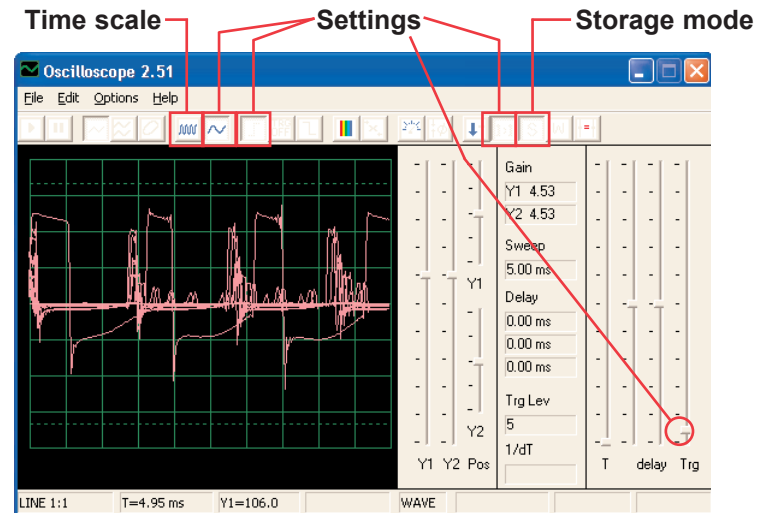 Time scale Settings Storage mode
Oscilloscope 2.51
File Edit Options Help
Gain
Y1 4.53
Y2 4.53
Sweep
5.00 ms
Y1
Delay
0.00 ms
0.00 ms
0.00 ms
Trg Lev
5
Y2
1/dT
Y1 Y2 Pos
T delay Trg
LINE 1:1 T=4.95 ms Y1=106.0 WAVE